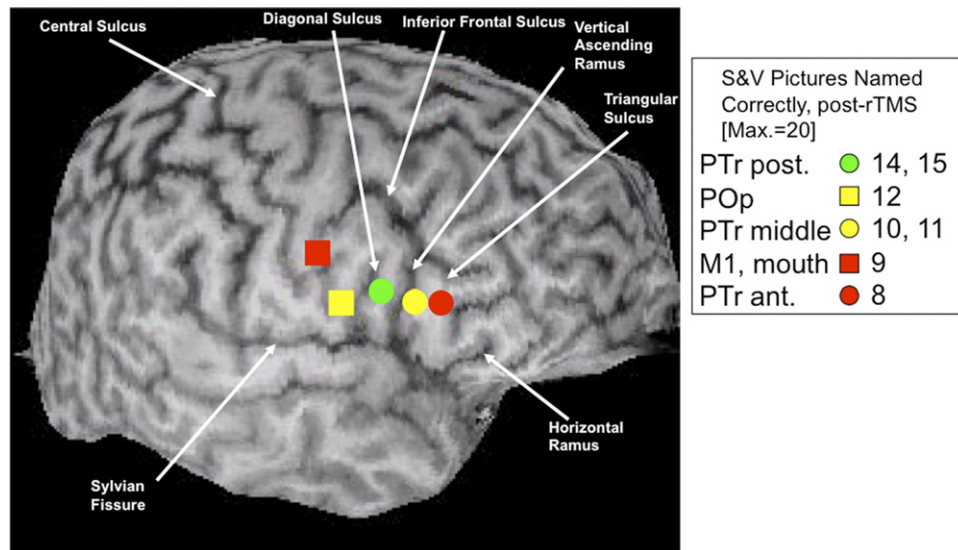 Central Sulcus
Diagonal Sulcus
Inferior Frontal Sulcus
Vertical
Ascending
Ramus
Triangular
Sulcus
Horizontal
Ramus
Sylvian
Fissure
S&V Pictures Named
Correctly, post-rTMS
[Max.=20]
PTr post. 14, 15
POp 12
PTr middle 10, 11
M1, mouth 9
PTr ant. 8